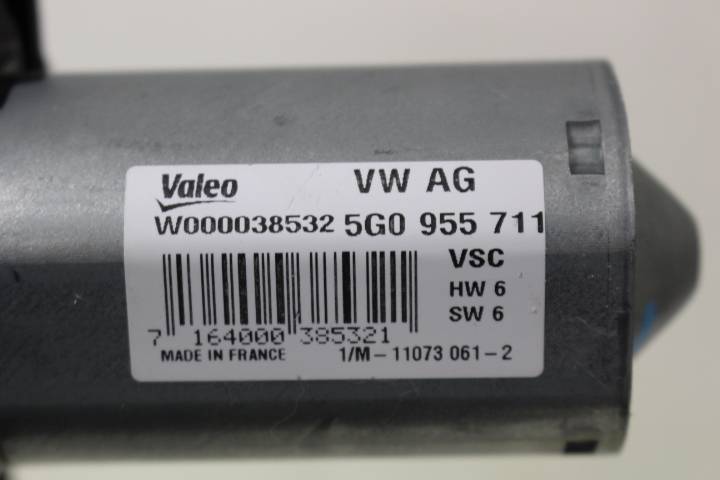 Valeo VW AG
W000038532 5G0 955 711
VSC
HW 6
SW 6
7 164000 385321
MADE IN FRANCE 1/M-11073 061-2